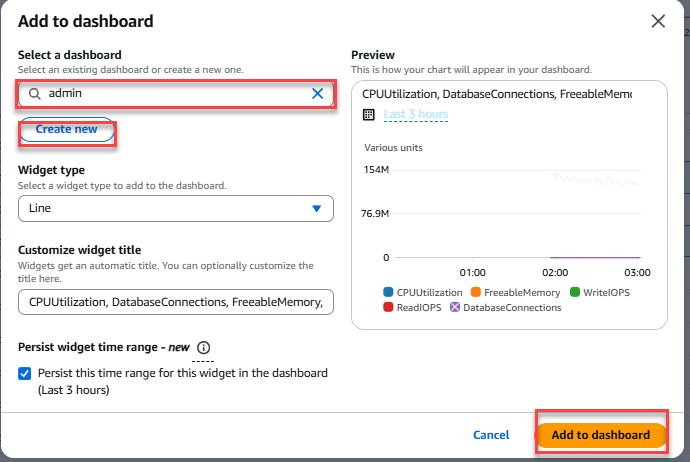 Add to dashboard
Select a dashboard
Select an existing dashboard or create a new one.
admin
Create new
Widget type
Select a widget type to add to the dashboard.
Line
Customize widget title
Widgets get an automatic title. You can optionally customize the
title here.
CPUUtilization, DatabaseConnections, FreeableMemory,
Persist widget time range - new
Persist this time range for this widget in the dashboard
(Last 3 hours)
Preview
This is how your chart will appear in your dashboard.
CPUUtilization, DatabaseConnections, FreeableMemo
Last 3 hours
Various units
154M
76.9M
0
01:00 02:00 03:00
CPUUtilization FreeableMemory WriteIOPS
ReadIOPS DatabaseConnections
Cancel Add to dashboard